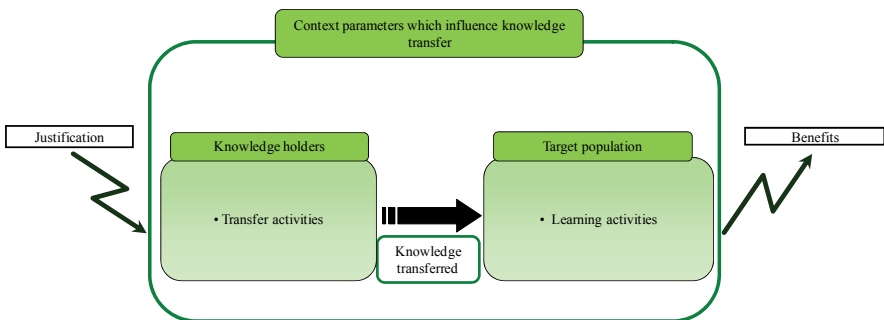 Context parameters which influence knowledge
transfer
Justification
Benefits
Knowledge holders
Target population
• Transfer activities
• Learning activities
Knowledge
transferred